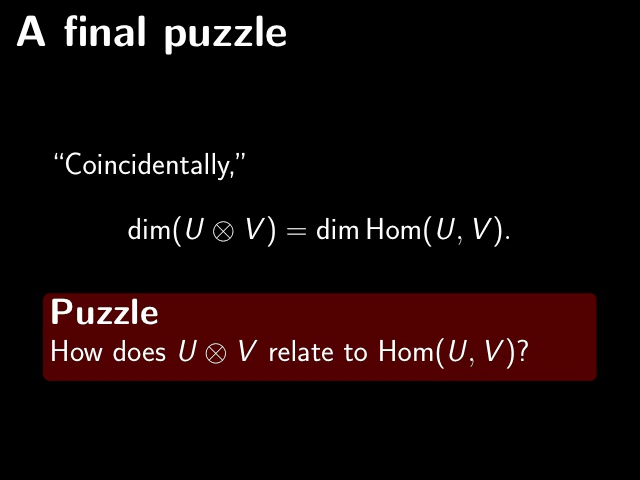 A final puzzle
“Coincidentally,”
dim(U ⊗ V) = dim Hom(U, V).
Puzzle
How does U ⊗ V relate to Hom(U, V)?